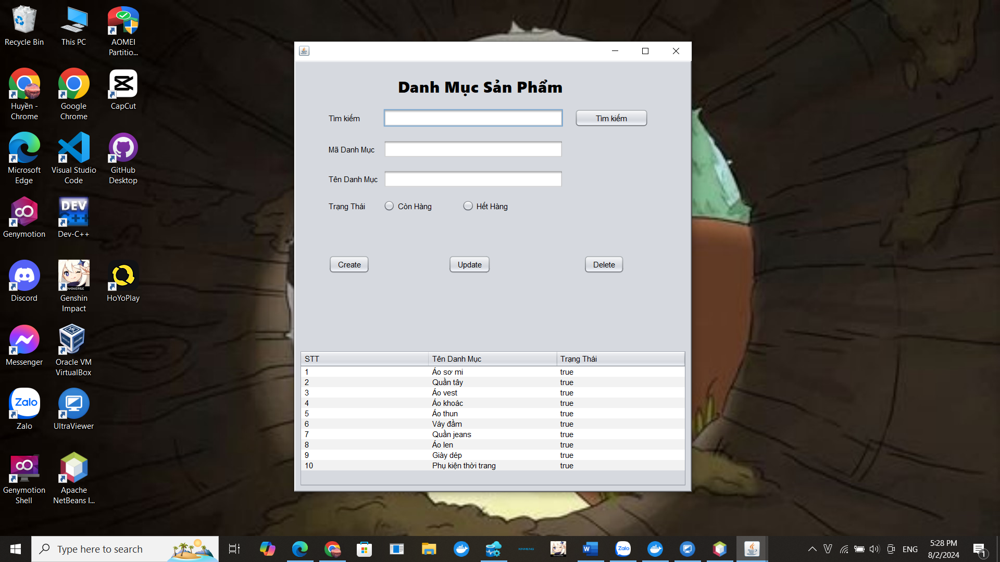 Recycle Bin
This PC
AOMEI
Partitio...
Huyền -
Chrome
Google
Chrome
CapCut
Microsoft
Edge
Visual Studio
Code
GitHub
Desktop
Genymotion
DEV
C++
Dev-C++
Discord
Genshin
Impact
HoYoPlay
Messenger
Oracle VM
VirtualBox
Zalo
Zalo
UltraViewer
Genymotion
Shell
Apache
NetBeans I...
Danh Mục Sản Phẩm
Tìm kiếm
Tìm kiếm
Mã Danh Mục
Tên Danh Mục
Trạng Thái
Còn Hàng
Hết Hàng
Create
Update
Delete
STT Tên Danh Mục Trạng Thái
1 Áo sơ mi true
2 Quần tây true
3 Áo vest true
4 Áo khoác true
5 Áo thun true
6 Váy đầm true
7 Quần jeans true
8 Áo len true
9 Giày dép true
10 Phụ kiện thời trang true
Type here to search
W
Zalo
V
ENG
5:28 PM
8/2/2024
1